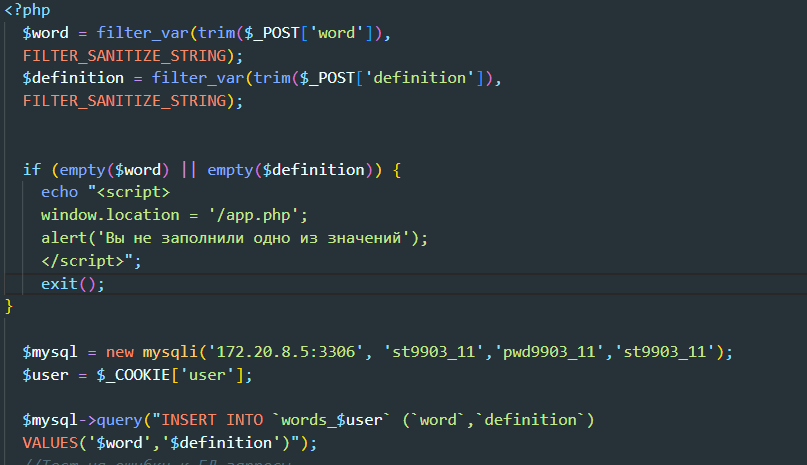 <?php
$word = filter_var(trim($_POST['word']),
FILTER_SANITIZE_STRING);
$definition = filter_var(trim($_POST['definition']),
FILTER_SANITIZE_STRING);
if (empty($word) || empty($definition)) {
echo "<script>
window.location = '/app.php';
alert('Вы не заполнили одно из значений');
</script>";
exit();
}
$mysql = new mysqli('172.20.8.5:3306', 'st9903_11','pwd9903_11','st9903_11');
$user = $_COOKIE['user'];
$mysql->query("INSERT INTO `words_$user` (`word`,`definition`)
VALUES('$word','$definition')");